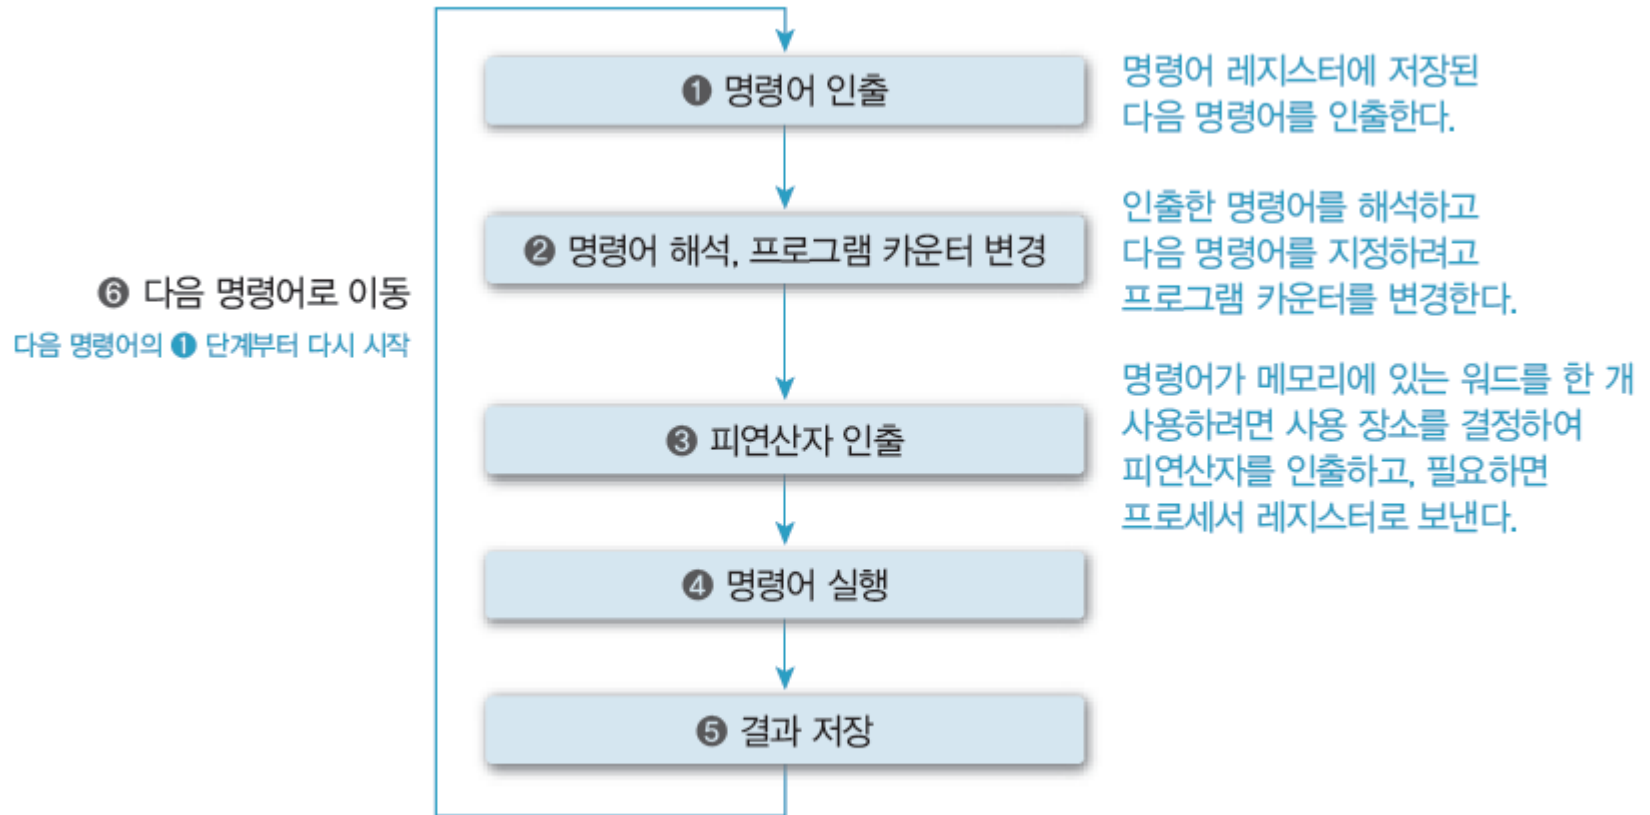 ❶ 명령어 인출
명령어 레지스터에 저장된
다음 명령어를 인출한다.
❷ 명령어 해석, 프로그램 카운터 변경
인출한 명령어를 해석하고
다음 명령어를 지정하려고
프로그램 카운터를 변경한다.
❻ 다음 명령어로 이동
다음 명령어의 ❶ 단계부터 다시 시작
❸ 피연산자 인출
명령어가 메모리에 있는 워드를 한 개
사용하려면 사용 장소를 결정하여
피연산자를 인출하고, 필요하면
프로세서 레지스터로 보낸다.
❹ 명령어 실행
❺ 결과 저장